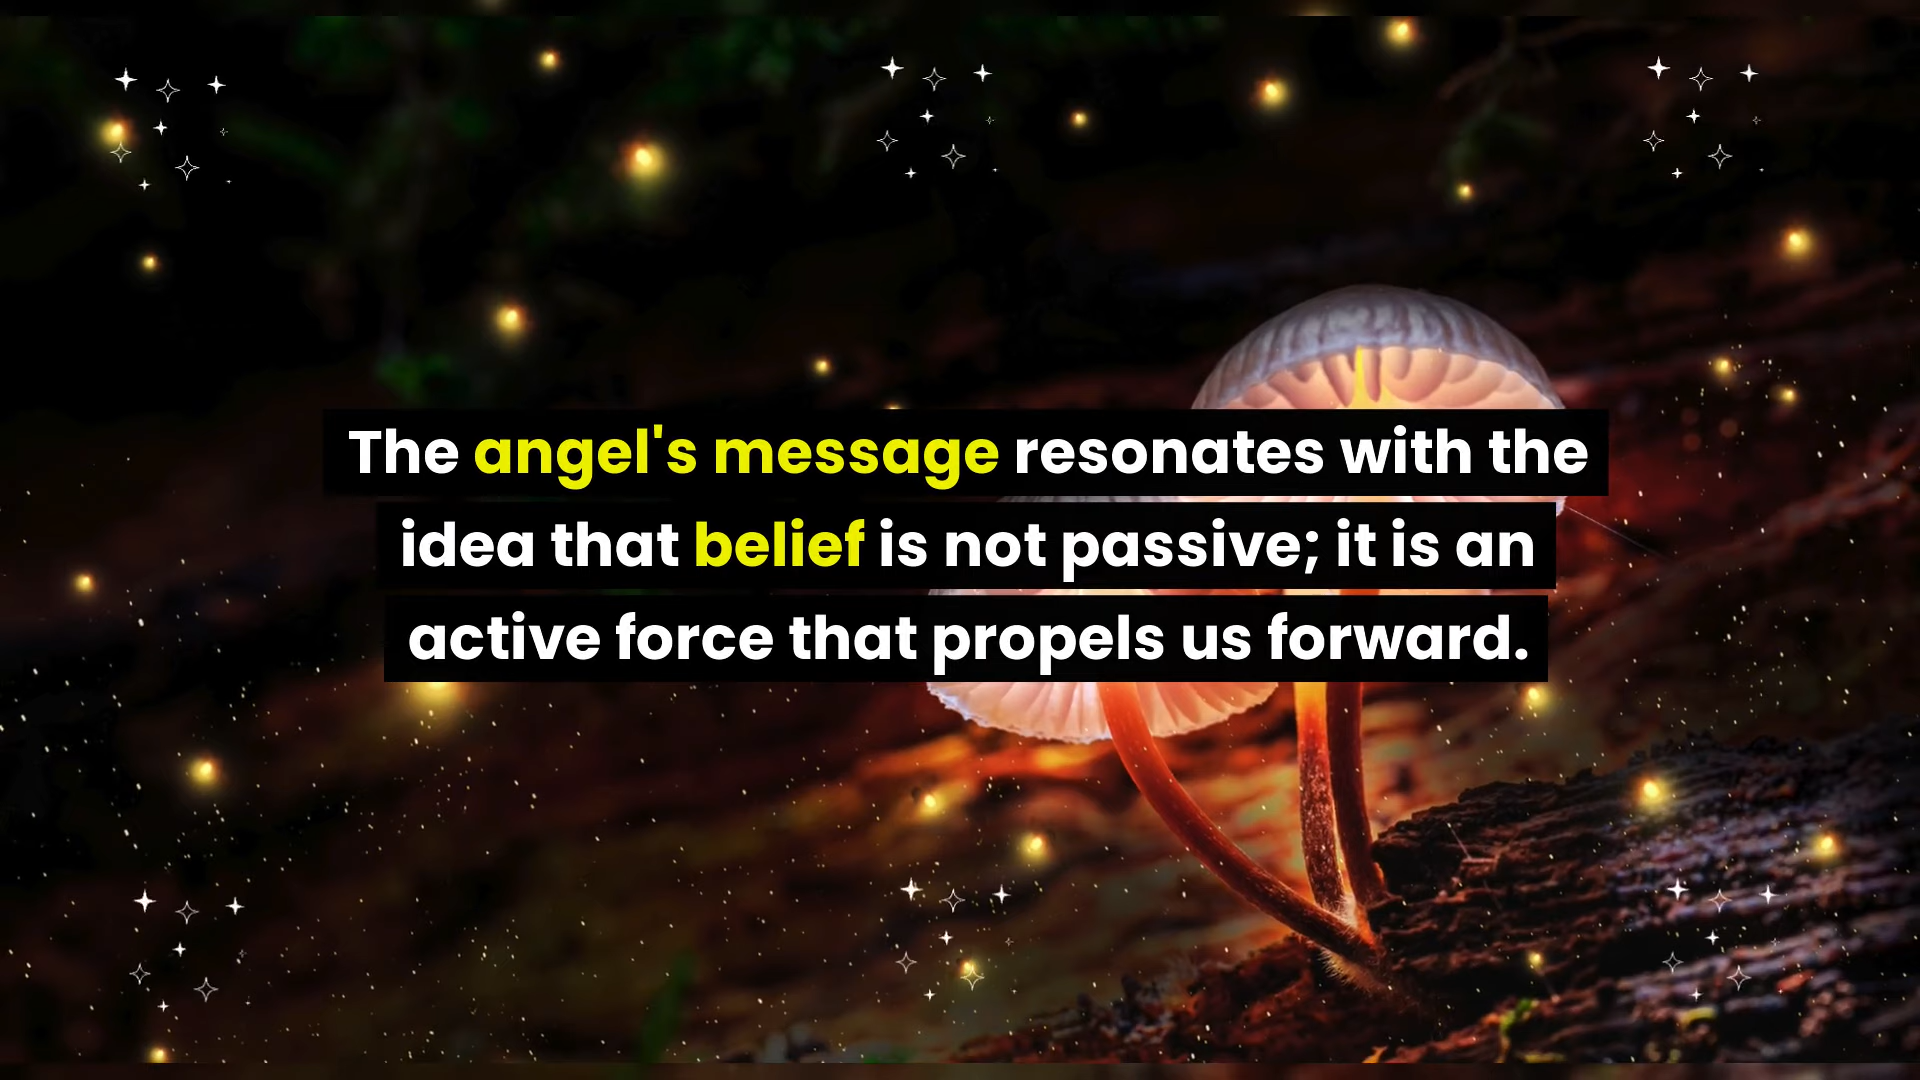 The angel's message resonates with the
idea that belief is not passive; it is an
active force that propels us forward.